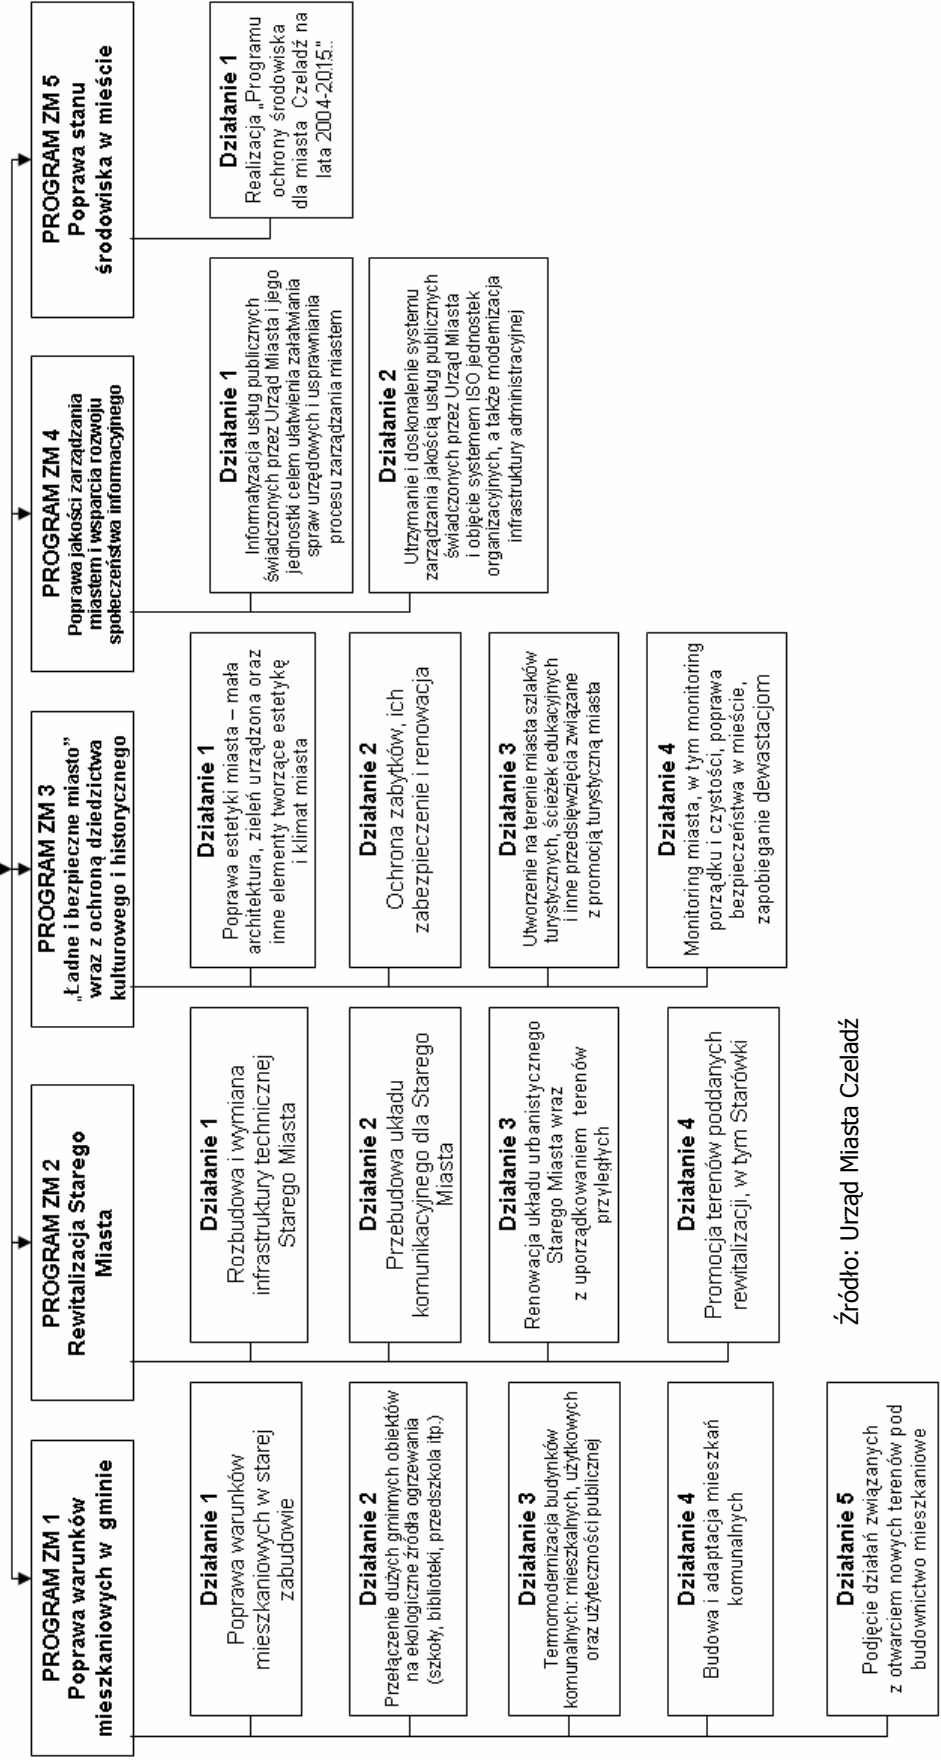 PROGRAM ZM 1
Poprawa warunków
mieszkaniowych w gminie
Działanie 1
Poprawa warunków
mieszkaniowych w starej
zabudowie
Działanie 2
Przełączenie dużych gminnych obiektów
na ekologiczne źródła ogrzewania
(szkoły, biblioteki, przedszkola itp.)
Działanie 3
Termomodernizacja budynków
komunalnych: mieszkalnych, użytkowych
oraz użyteczności publicznej
Działanie 4
Budowa i adaptacja mieszkań
komunalnych
Działanie 5
Podjęcie działań związanych
z otwarciem nowych terenów pod
budownictwo mieszkaniowe
PROGRAM ZM 2
Rewitalizacja Starego
Miasta
Działanie 1
Rozbudowa i wymiana
infrastruktury technicznej
Starego Miasta
Działanie 2
Przebudowa układu
komunikacyjnego dla Starego
Miasta
Działanie 3
Renowacja układu urbanistycznego
Starego Miasta wraz
z uporządkowaniem terenów
przyległych
Działanie 4
Promocja terenów poddanych
rewitalizacji, w tym Starówki
PROGRAM ZM 3
„Ładne i bezpieczne miasto”
wraz z ochroną dziedzictwa
kulturowego i historycznego
Działanie 1
Poprawa estetyki miasta – mała
architektura, zieleń urządzona oraz
inne elementy tworzące estetykę
i klimat miasta
Działanie 2
Ochrona zabytków, ich
zabezpieczenie i renowacja
Działanie 3
Utworzenie na terenie miasta szlaków
turystycznych, ścieżek edukacyjnych
i inne przedsięwzięcia związane
z promocją turystyczną miasta
Działanie 4
Monitoring miasta, w tym monitoring
porządku i czystości, poprawa
bezpieczeństwa w mieście,
zapobieganie dewastacjom
PROGRAM ZM 4
Poprawa jakości zarządzania
miastem i wsparcia rozwoju
społeczeństwa informacyjnego
Działanie 1
Informatyzacja usług publicznych
świadczonych przez Urząd Miasta i jego
jednostki celem ułatwienia załatwiania
spraw urzędowych i usprawniania
procesu zarządzania miastem
Działanie 2
Utrzymanie i doskonalenie systemu
zarządzania jakością usług publicznych
świadczonych przez Urząd Miasta
i objęcie systemem ISO jednostek
organizacyjnych, a także modernizacja
infrastruktury administracyjnej
PROGRAM ZM 5
Poprawa stanu
środowiska w mieście
Działanie 1
Realizacja „Programu
ochrony środowiska
dla miasta Czeladź na
lata 2004-2015”..
Źródło: Urząd Miasta Czeladź